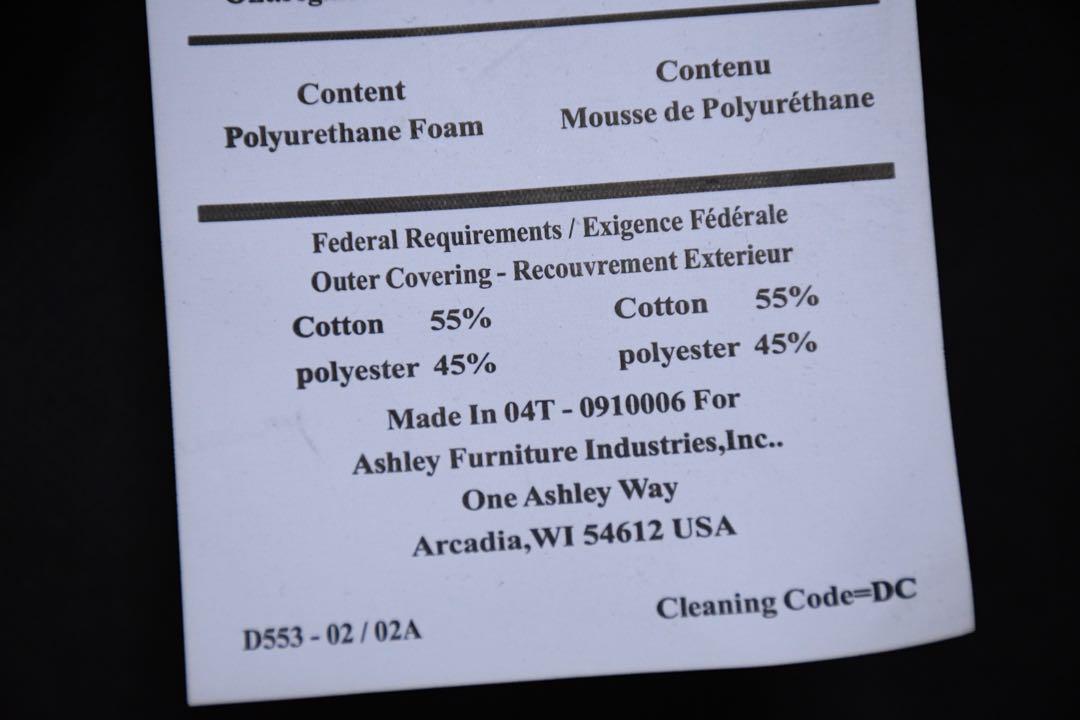 Content
Polyurethane Foam
Contenu
Mousse de Polyuréthane
Federal Requirements / Exigence Fédérale
Outer Covering - Recouvrement Exterieur
Cotton 55% Cotton 55%
polyester 45% polyester 45%
Made In 04T - 0910006 For
Ashley Furniture Industries,Inc..
One Ashley Way
Arcadia,WI 54612 USA
Cleaning Code=DC
D553 - 02 / 02A